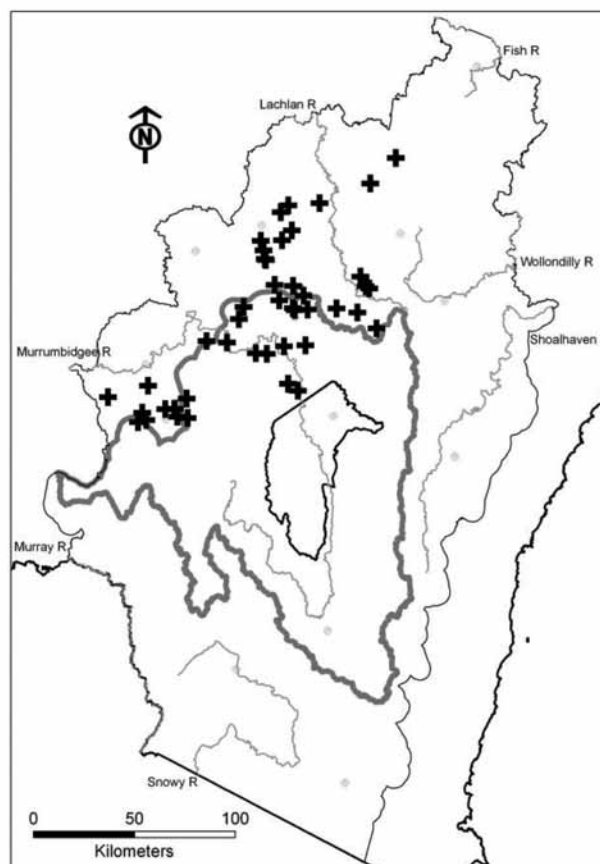 Fish R
Lachlan R
N
Wollondilly R
Shoalhaven
Murrumbidgee R
Murray R
Snowy R
0 50 100
Kilometers